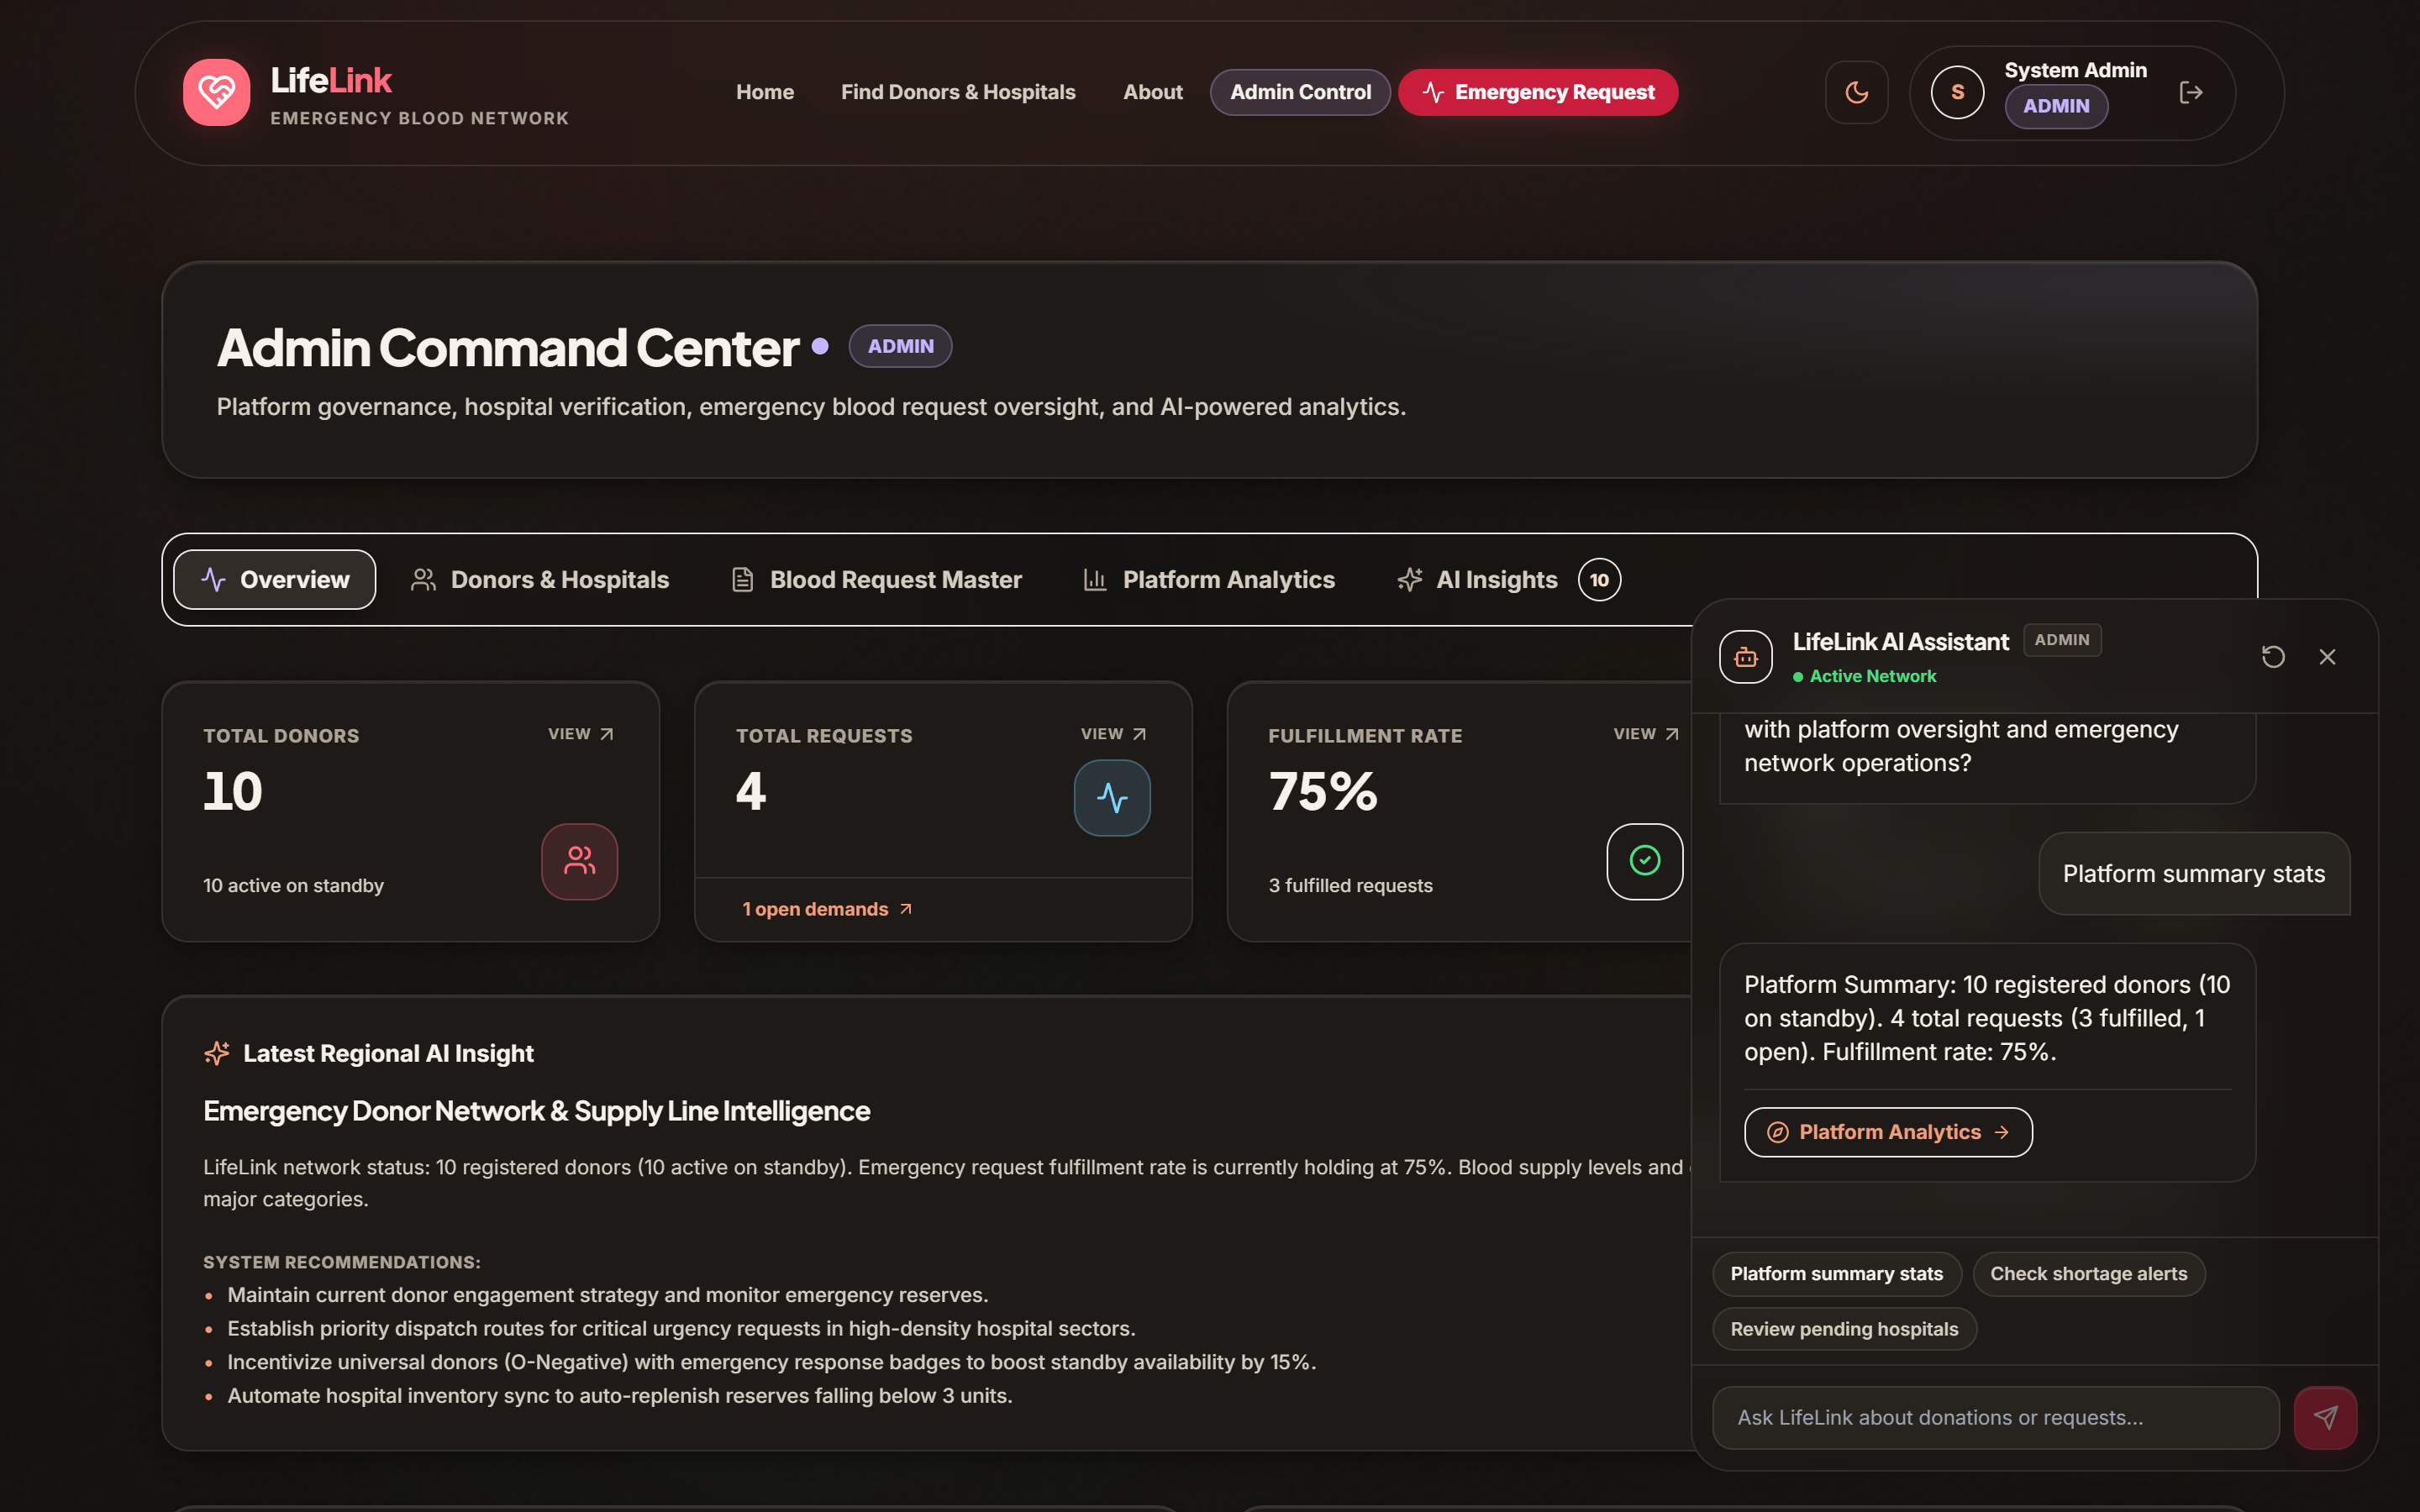 LifeLink
EMERGENCY BLOOD NETWORK
Home
Find Donors & Hospitals
About
Admin Control
Emergency Request
S
System Admin
ADMIN
Admin Command Center
ADMIN
Platform governance, hospital verification, emergency blood request oversight, and AI-powered analytics.
Overview
Donors & Hospitals
Blood Request Master
Platform Analytics
AI Insights
10
TOTAL DONORS
VIEW
10
10 active on standby
TOTAL REQUESTS
VIEW
4
1 open demands
FULFILLMENT RATE
VIEW
75%
3 fulfilled requests
Latest Regional AI Insight
Emergency Donor Network & Supply Line Intelligence
LifeLink network status: 10 registered donors (10 active on standby). Emergency request fulfillment rate is currently holding at 75%. Blood supply levels and
major categories.
SYSTEM RECOMMENDATIONS:
• Maintain current donor engagement strategy and monitor emergency reserves.
• Establish priority dispatch routes for critical urgency requests in high-density hospital sectors.
• Incentivize universal donors (O-Negative) with emergency response badges to boost standby availability by 15%.
• Automate hospital inventory sync to auto-replenish reserves falling below 3 units.
LifeLink AI Assistant
ADMIN
Active Network
with platform oversight and emergency
network operations?
Platform summary stats
Platform Summary: 10 registered donors (10
on standby). 4 total requests (3 fulfilled, 1
open). Fulfillment rate: 75%.
Platform Analytics
Platform summary stats
Check shortage alerts
Review pending hospitals
Ask LifeLink about donations or requests...